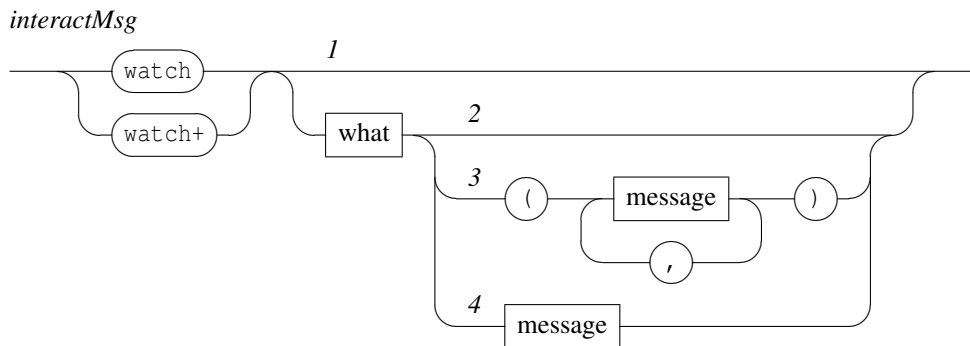 interactMsg
1
watch
watch+
what
2
3
(
message
)
,
4
message